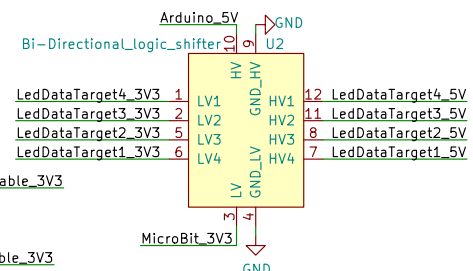 Arduino_5V
GND
Bi-Directional_logic_shifter
U2
10
9
HV
GND_HV
LedDataTarget4_3V3 1 LV1 HV1 12 LedDataTarget4_5V
LedDataTarget3_3V3 2 LV2 HV2 11 LedDataTarget3_5V
LedDataTarget2_3V3 5 LV3 HV3 8 LedDataTarget2_5V
LedDataTarget1_3V3 6 LV4 HV4 7 LedDataTarget1_5V
able_3V3
LV
GND_LV
3
4
MicroBit_3V3
ble_3V3
GND